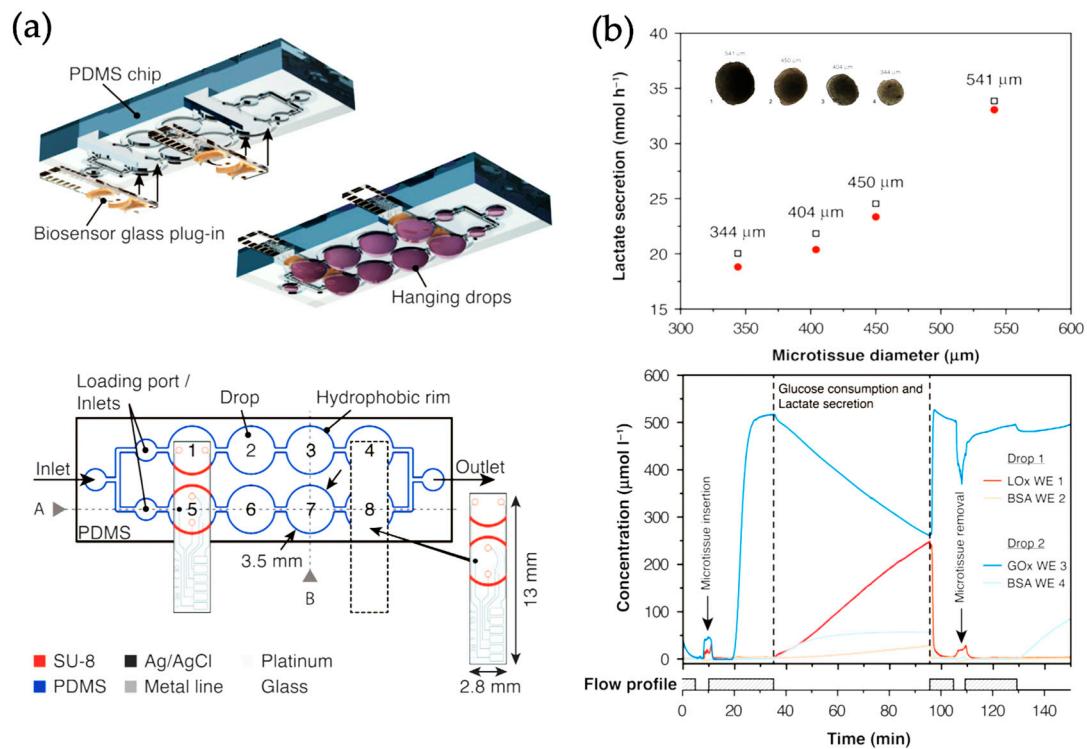 (a)
PDMS chip
Biosensor glass plug-in
Hanging drops
Loading port /
Inlets
Drop
Hydrophobic rim
Inlet
1
2
3
4
Outlet
A
5
6
7
8
PDMS
3.5 mm
B
13 mm
2.8 mm
SU-8
Ag/AgCl
Platinum
PDMS
Metal line
Glass
(b)
Lactate secretion (nmol h⁻¹)
40
35
30
25
20
15
541 μm
450 μm
404 μm
344 μm
1
2
3
4
541 μm
450 μm
404 μm
344 μm
300
350
400
450
500
550
600
Microtissue diameter (μm)
Concentration (μmol l⁻¹)
600
500
400
300
200
100
0
Glucose consumption and
Lactate secretion
Microtissue insertion
Microtissue removal
Drop 1
LOx WE 1
BSA WE 2
Drop 2
GOx WE 3
BSA WE 4
Flow profile
0
20
40
60
80
100
120
140
Time (min)